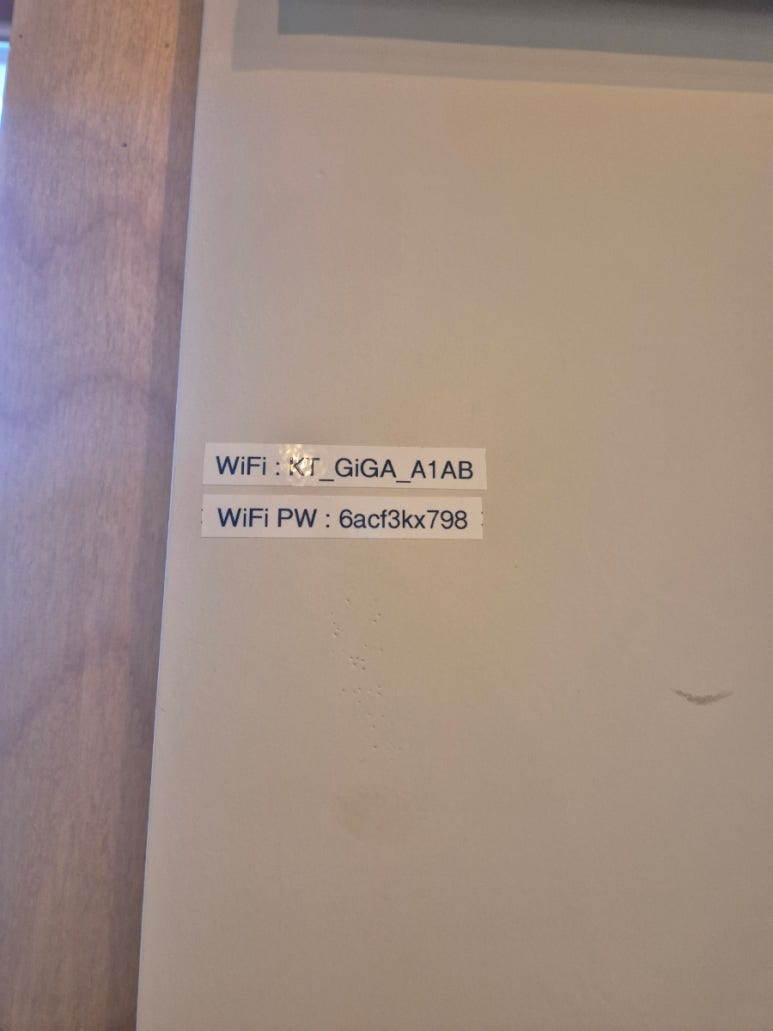 WiFi : KT_GiGA_A1AB
WiFi PW : 6acf3kx798